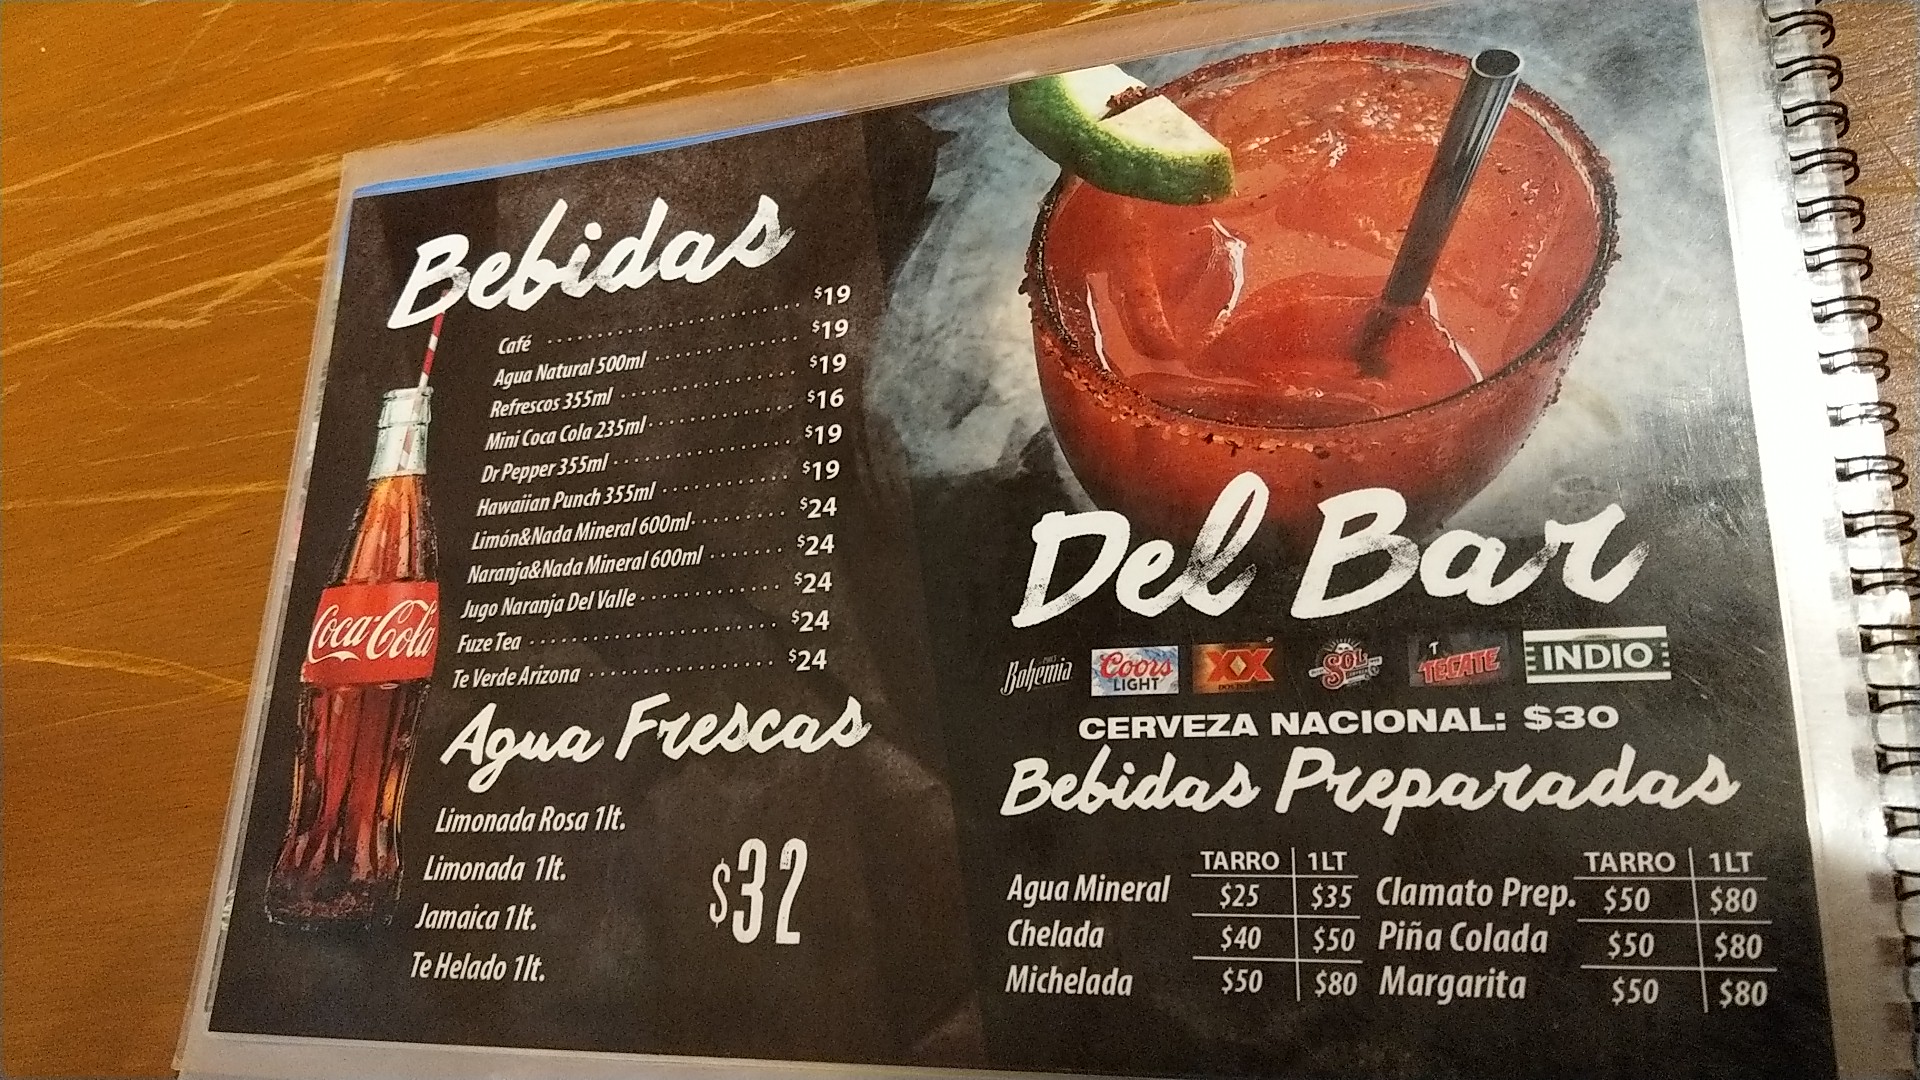 Bebidas
Café $19
Agua Natural 500ml $19
Refrescos 355ml $19
Mini Coca Cola 235ml $16
Dr Pepper 355ml $19
Hawaiian Punch 355ml $19
Limón&Nada Mineral 600ml $24
Naranja&Nada Mineral 600ml $24
Jugo Naranja Del Valle $24
Fuze Tea $24
Te Verde Arizona $24
Coca-Cola
Agua Frescas
Limonada Rosa 1lt.
Limonada 1lt.
Jamaica 1lt.
Te Helado 1lt.
$32
Del Bar
Bohemia
Coors LIGHT
XX
SOL
TECATE
INDIO
CERVEZA NACIONAL: $30
Bebidas Preparadas
TARRO 1LT
Agua Mineral $25 $35
Chelada $40 $50
Michelada $50 $80
TARRO 1LT
Clamato Prep. $50 $80
Piña Colada $50 $80
Margarita $50 $80